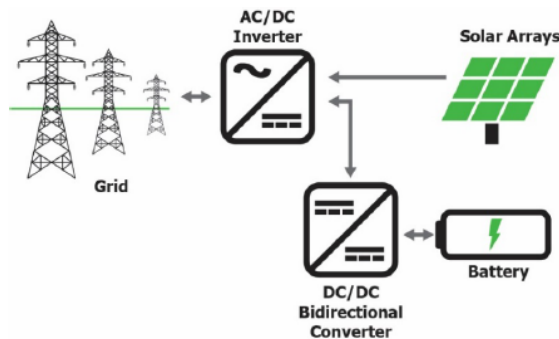 AC/DC
Inverter
Solar Arrays
Grid
Battery
DC/DC
Bidirectional
Converter